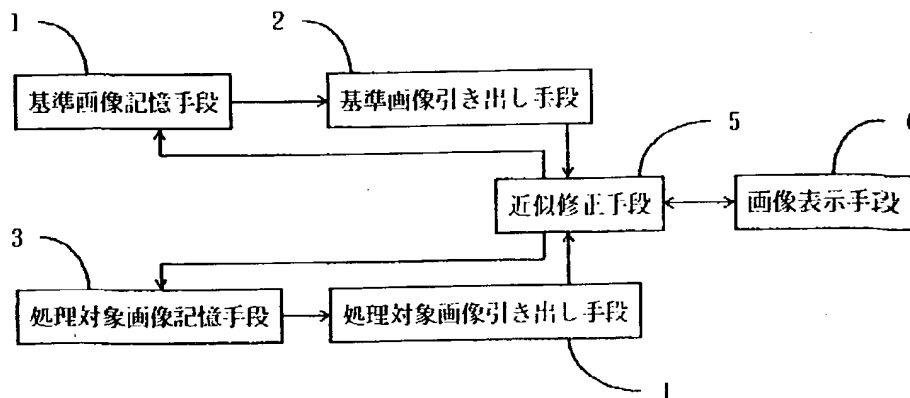 1
2
基準画像記憶手段
基準画像引き出し手段
5
近似修正手段
画像表示手段
3
処理対象画像記憶手段
処理対象画像引き出し手段